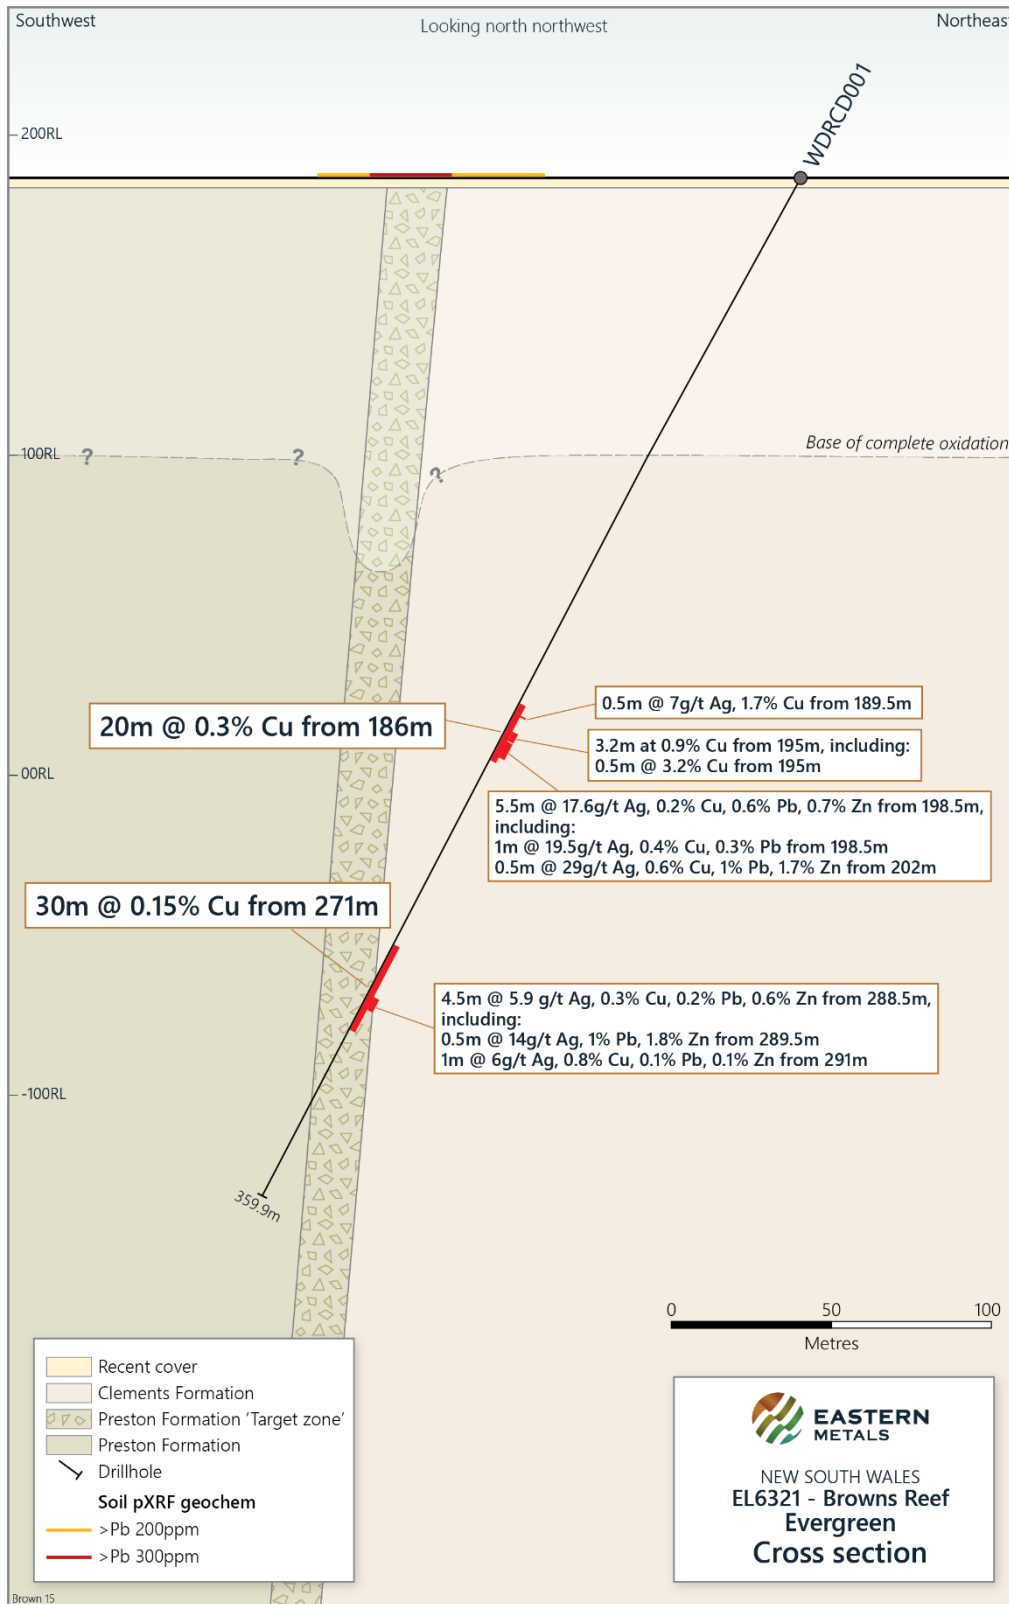 Southwest
Looking north northwest
Northeast
WDRCD001
200RL
Base of complete oxidation
100RL
?
?
?
0.5m @ 7g/t Ag, 1.7% Cu from 189.5m
20m @ 0.3% Cu from 186m
3.2m at 0.9% Cu from 195m, including:
0.5m @ 3.2% Cu from 195m
00RL
5.5m @ 17.6g/t Ag, 0.2% Cu, 0.6% Pb, 0.7% Zn from 198.5m,
including:
1m @ 19.5g/t Ag, 0.4% Cu, 0.3% Pb from 198.5m
0.5m @ 29g/t Ag, 0.6% Cu, 1% Pb, 1.7% Zn from 202m
30m @ 0.15% Cu from 271m
4.5m @ 5.9 g/t Ag, 0.3% Cu, 0.2% Pb, 0.6% Zn from 288.5m,
including:
0.5m @ 14g/t Ag, 1% Pb, 1.8% Zn from 289.5m
1m @ 6g/t Ag, 0.8% Cu, 0.1% Pb, 0.1% Zn from 291m
-100RL
359.9m
0 50 100
Metres
Recent cover
Clements Formation
Preston Formation 'Target zone'
Preston Formation
Drillhole
Soil pXRF geochem
>Pb 200ppm
>Pb 300ppm
EASTERN
METALS
NEW SOUTH WALES
EL6321 - Browns Reef
Evergreen
Cross section
Brown 15